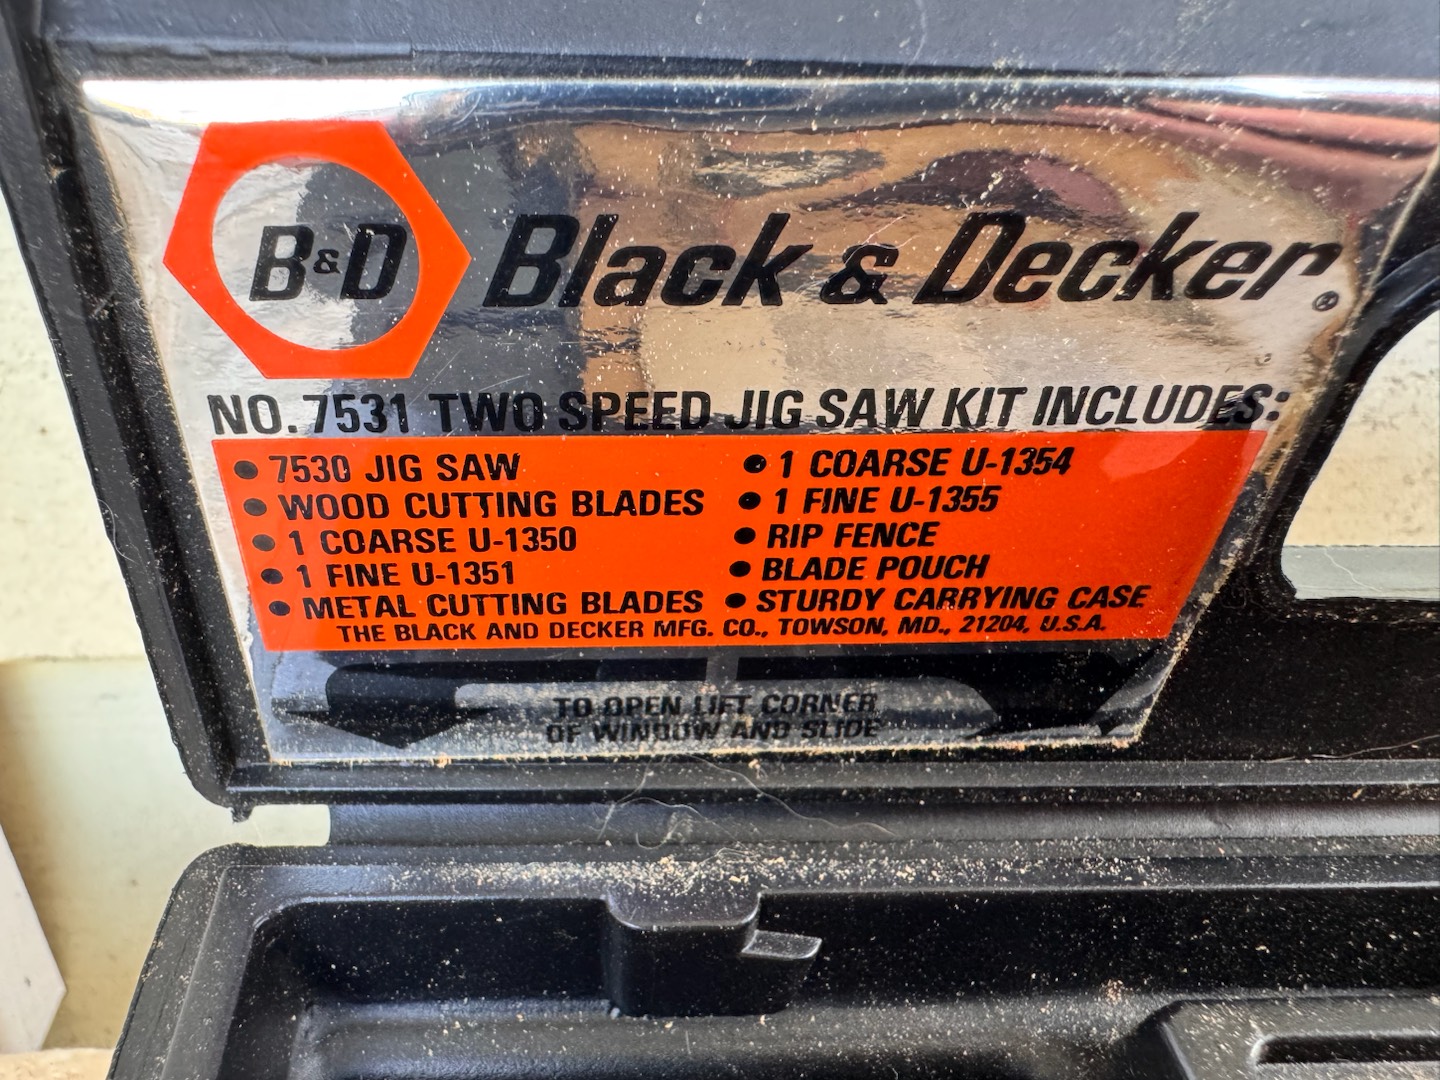 B&D Black & Decker®
NO. 7531 TWO SPEED JIG SAW KIT INCLUDES:
• 7530 JIG SAW
• WOOD CUTTING BLADES
• 1 COARSE U-1350
• 1 FINE U-1351
• METAL CUTTING BLADES
• 1 COARSE U-1354
• 1 FINE U-1355
• RIP FENCE
• BLADE POUCH
• STURDY CARRYING CASE
THE BLACK AND DECKER MFG. CO., TOWSON, MD., 21204, U.S.A.
TO OPEN LIFT CORNER
OF WINDOW AND SLIDE